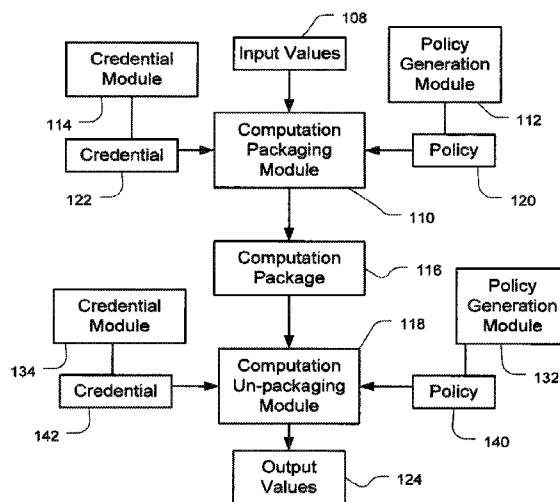 108
Input Values
Credential
Module
114
Policy
Generation
Module
112
Computation
Packaging
Module
110
Credential
122
Policy
120
Computation
Package
116
Credential
Module
134
118
Policy
Generation
Module
132
Computation
Un-packaging
Module
Credential
142
Policy
140
Output
Values
124